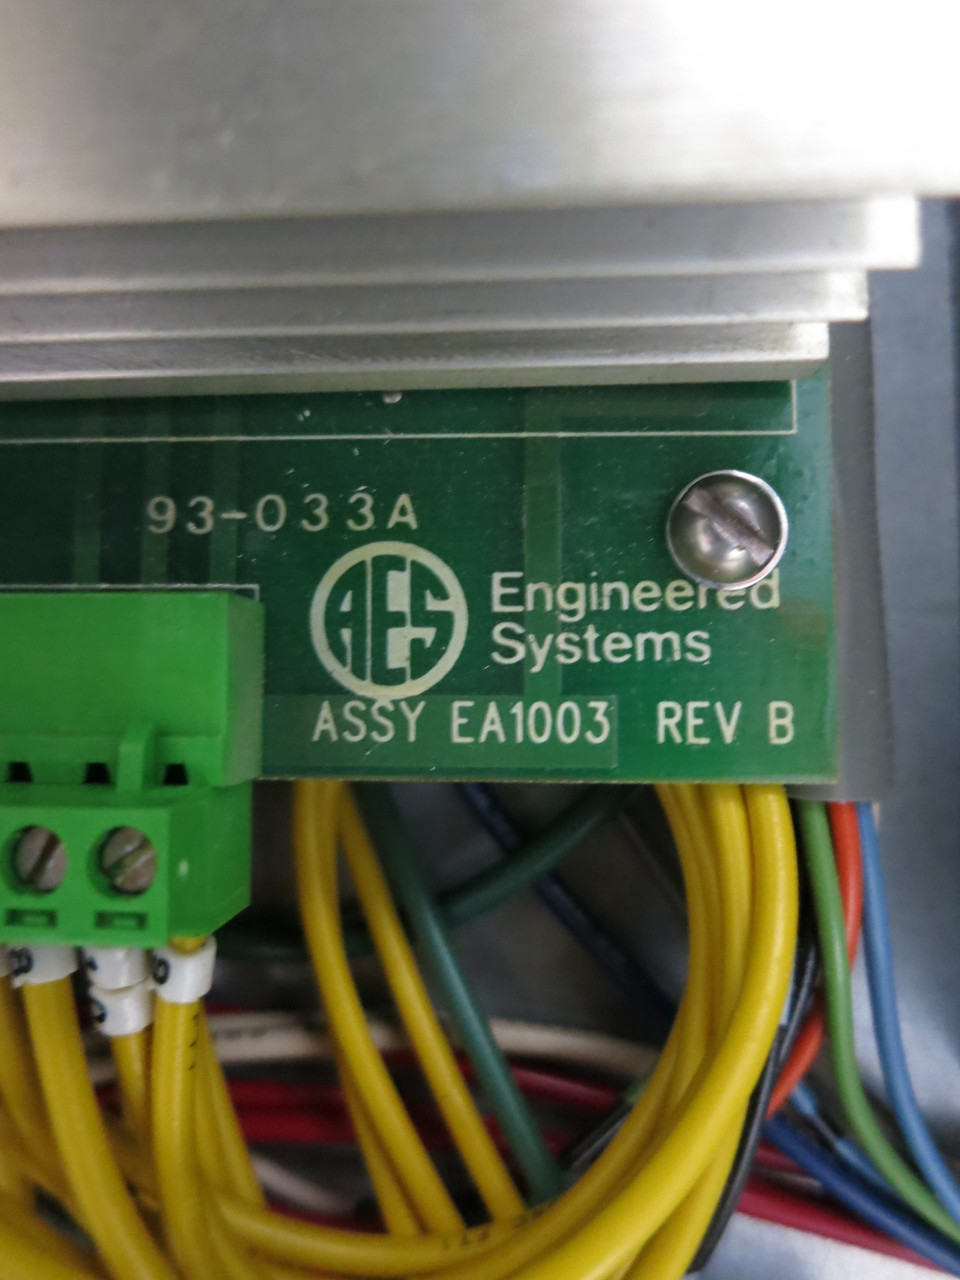 93-033A
AES
Engineered
Systems
ASSY EA1003 REV B